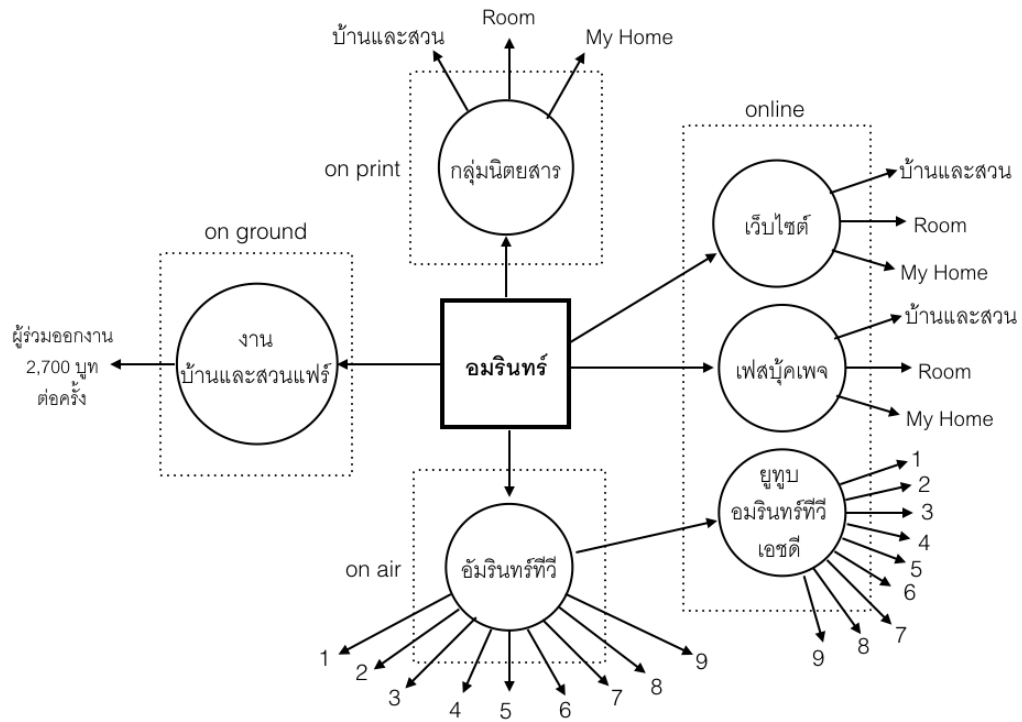 Room
บ้านและสวน
My Home
on print
กลุ่มนิตยสาร
online
เว็บไซต์
บ้านและสวน
Room
My Home
on ground
งาน
บ้านและสวนแฟร์
ผู้ร่วมออกงาน
2,700 บูท
ต่อครั้ง
อมรินทร์
เฟสบุ้คเพจ
บ้านและสวน
Room
My Home
on air
อัมรินทร์ทีวี
1
2
3
4
5
6
7
8
9
ยูทูบ
อมรินทร์ทีวี
เอชดี
1
2
3
4
5
6
7
8
9